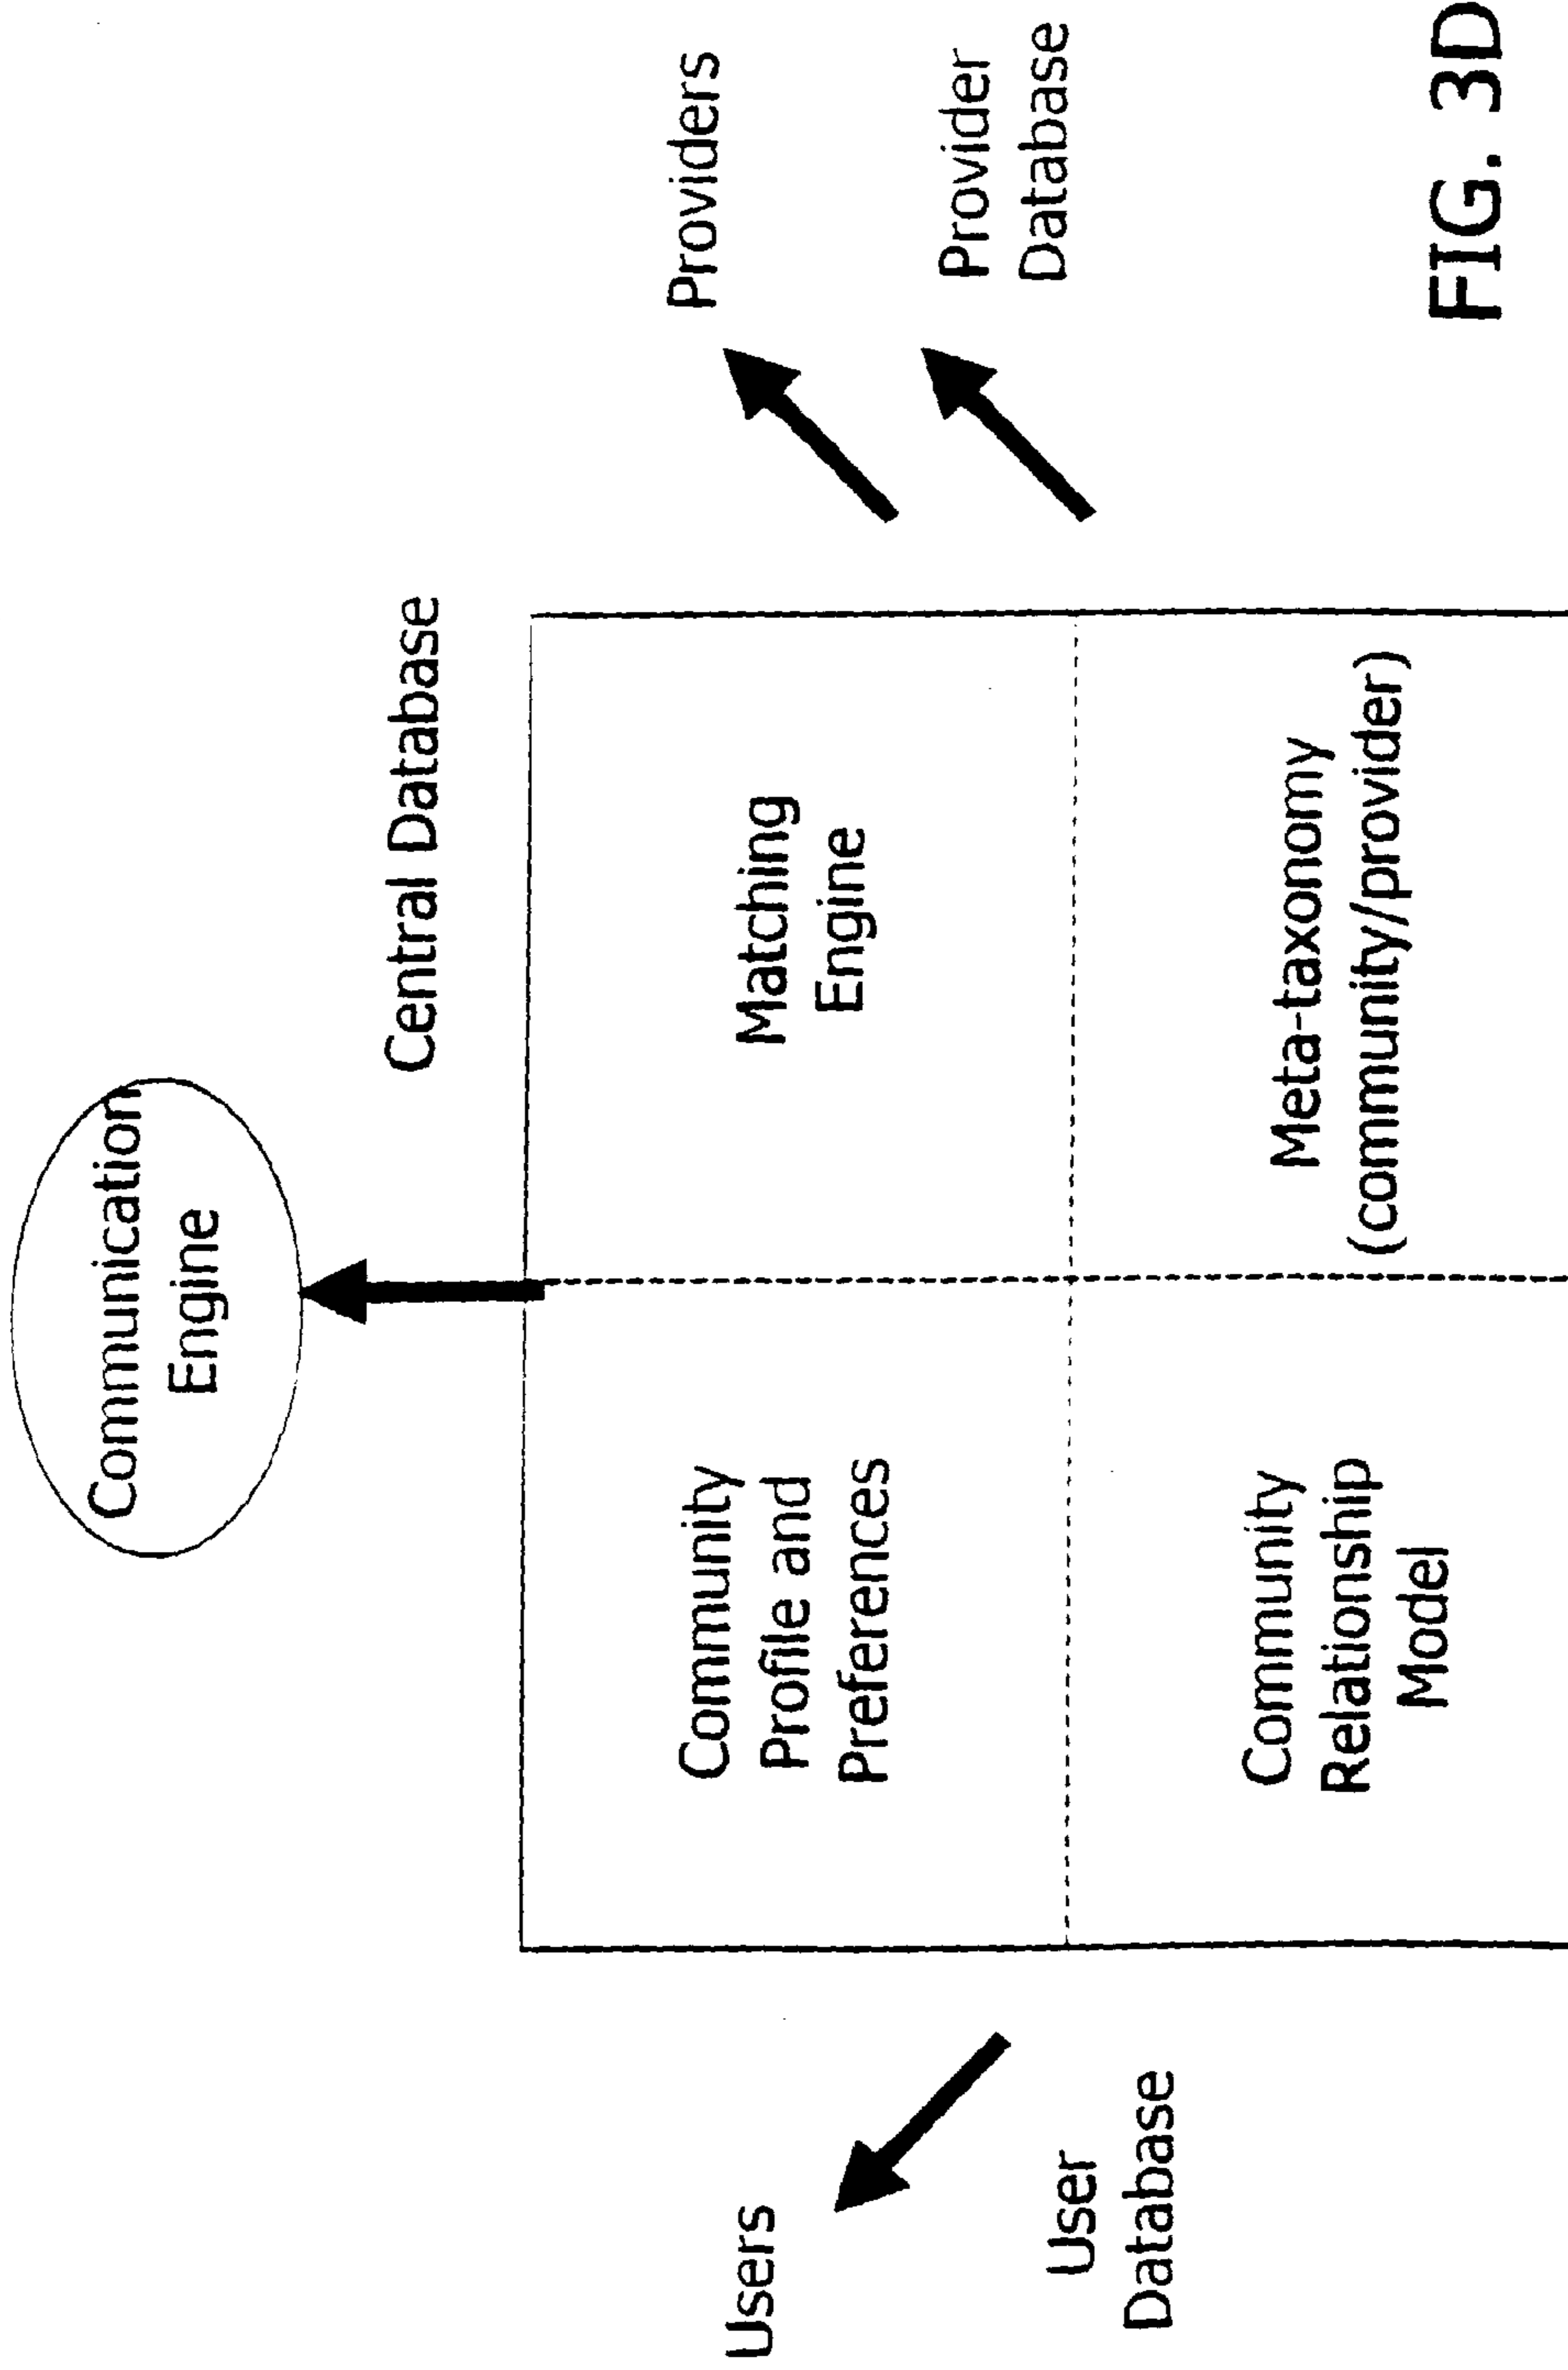 Communication
Engine
Central Database
Users
User
Database
Community
Profile and
Preferences
Matching
Engine
Community
Relationship
Model
Meta-taxonomy
(community/provider)
Providers
Provider
Database
FIG. 3D